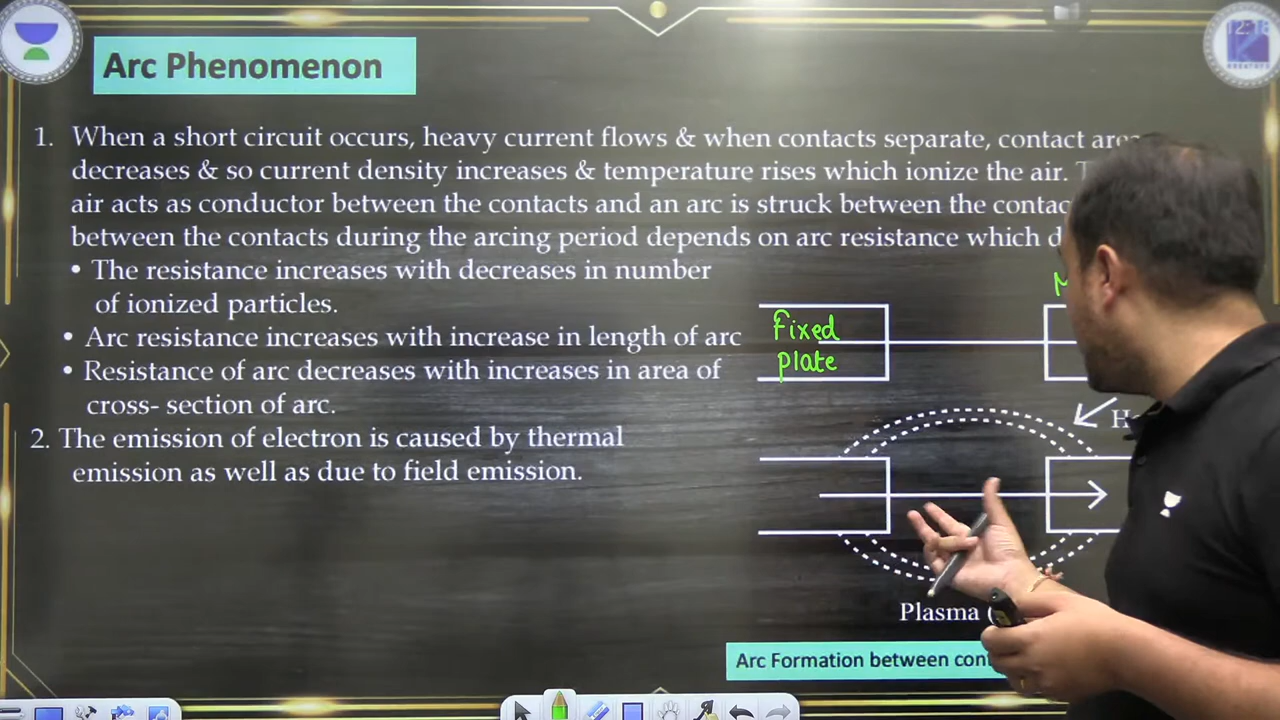 Arc Phenomenon
1. When a short circuit occurs, heavy current flows & when contacts separate, contact area
decreases & so current density increases & temperature rises which ionize the air.
air acts as conductor between the contacts and an arc is struck between the
between the contacts during the arcing period depends on arc resistance which
• The resistance increases with decreases in number
of ionized particles.
• Arc resistance increases with increase in length of arc
• Resistance of arc decreases with increases in area of
cross- section of arc.
2. The emission of electron is caused by thermal
emission as well as due to field emission.
Fixed
plate
Plasma
Arc Formation between
12:18